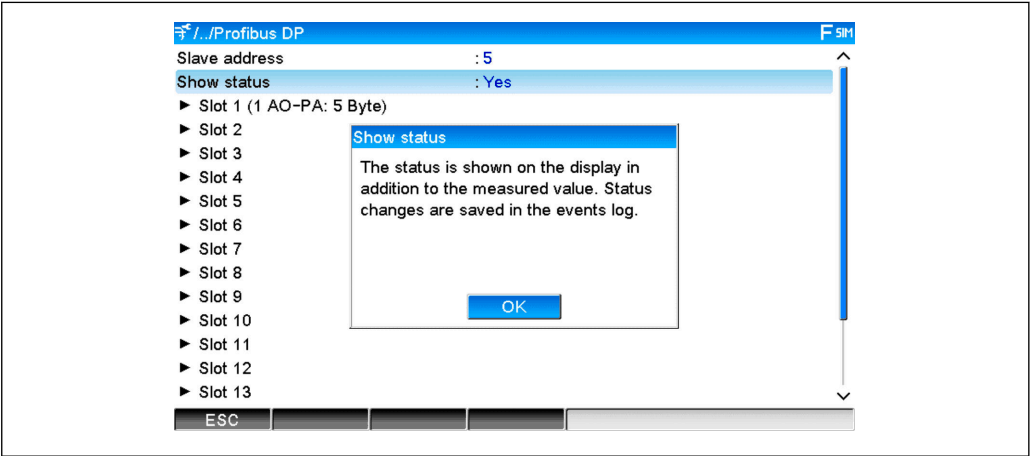 /../Profibus DP F SIM
Slave address : 5
Show status : Yes
► Slot 1 (1 AO-PA: 5 Byte)
► Slot 2
► Slot 3
► Slot 4
► Slot 5
► Slot 6
► Slot 7
► Slot 8
► Slot 9
► Slot 10
► Slot 11
► Slot 12
► Slot 13
Show status
The status is shown on the display in
addition to the measured value. Status
changes are saved in the events log.
OK
ESC